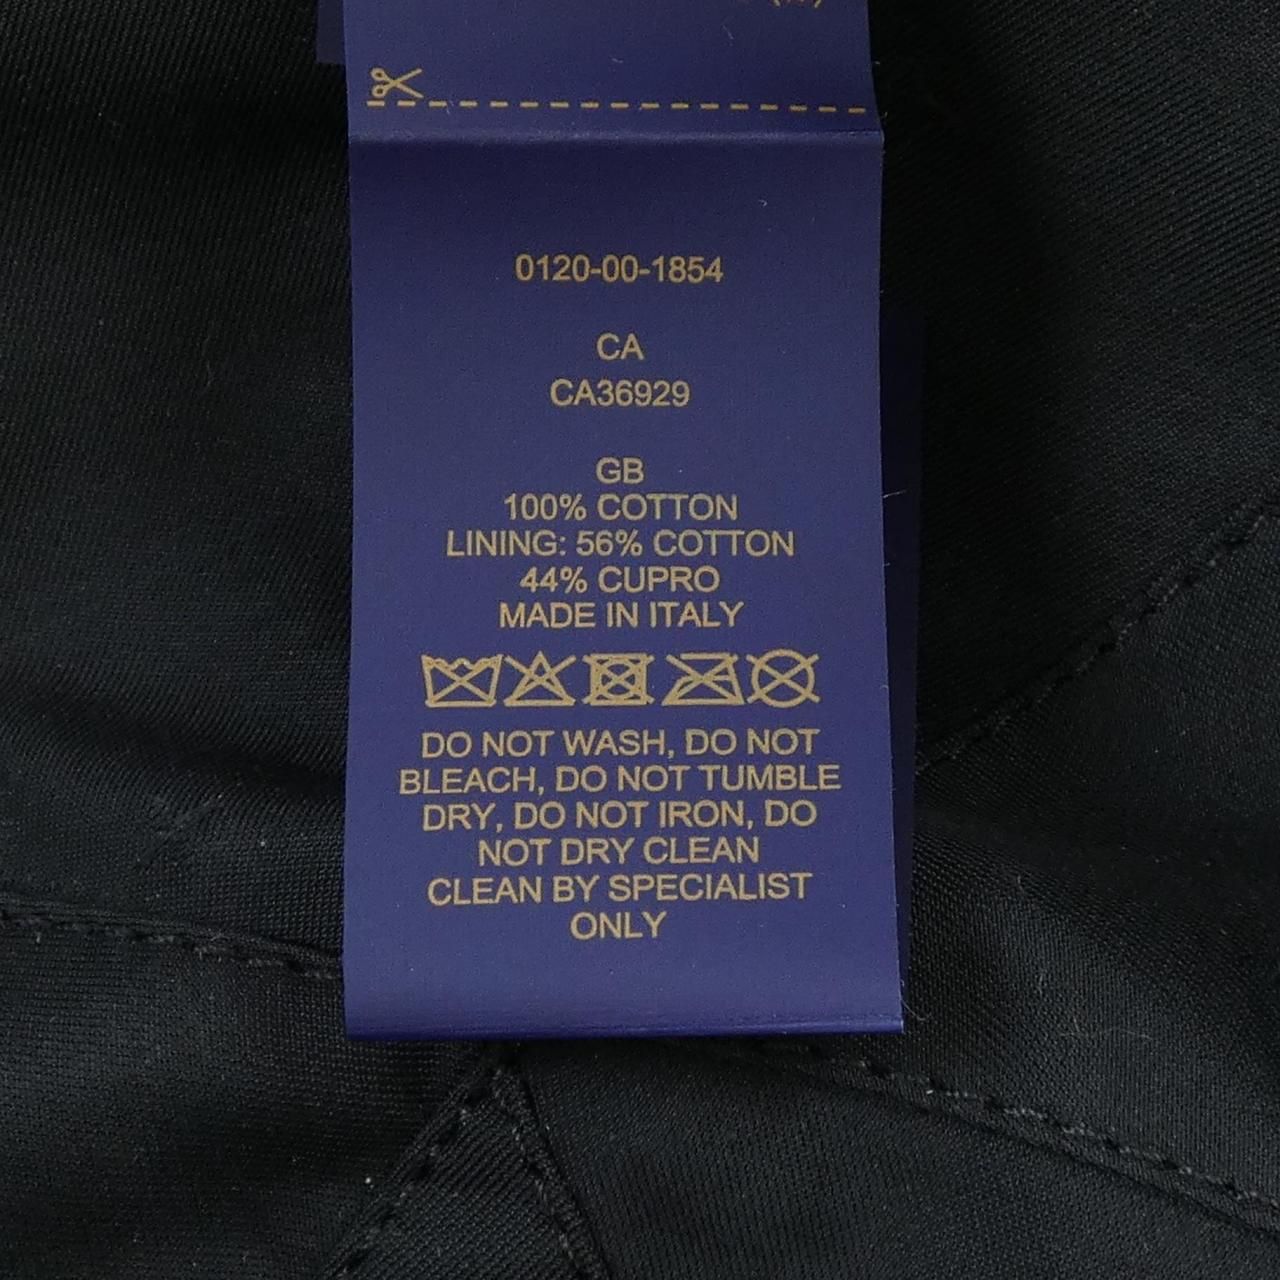 0120-00-1854
CA
CA36929
GB
100% COTTON
LINING: 56% COTTON
44% CUPRO
MADE IN ITALY
DO NOT WASH, DO NOT
BLEACH, DO NOT TUMBLE
DRY, DO NOT IRON, DO
NOT DRY CLEAN
CLEAN BY SPECIALIST
ONLY